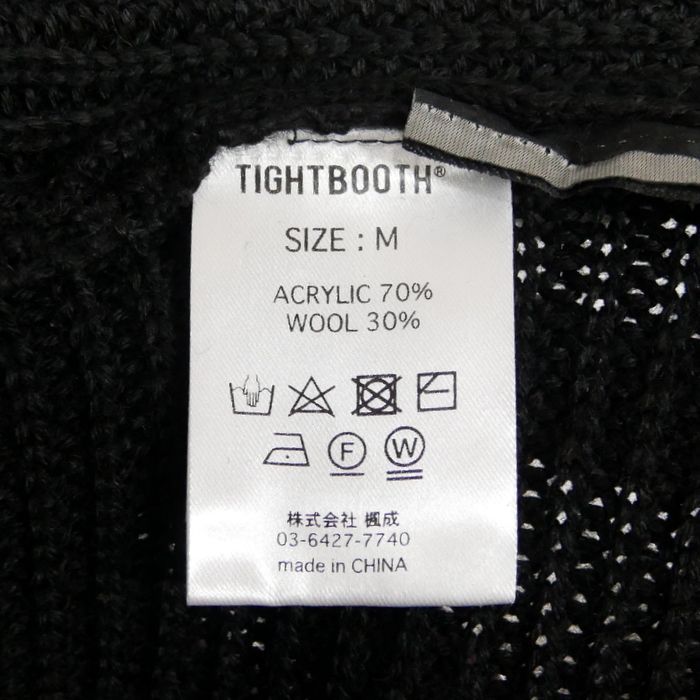 TIGHTBOOTH®
SIZE : M
ACRYLIC 70%
WOOL 30%
F W
株式会社 楓成
03-6427-7740
made in CHINA